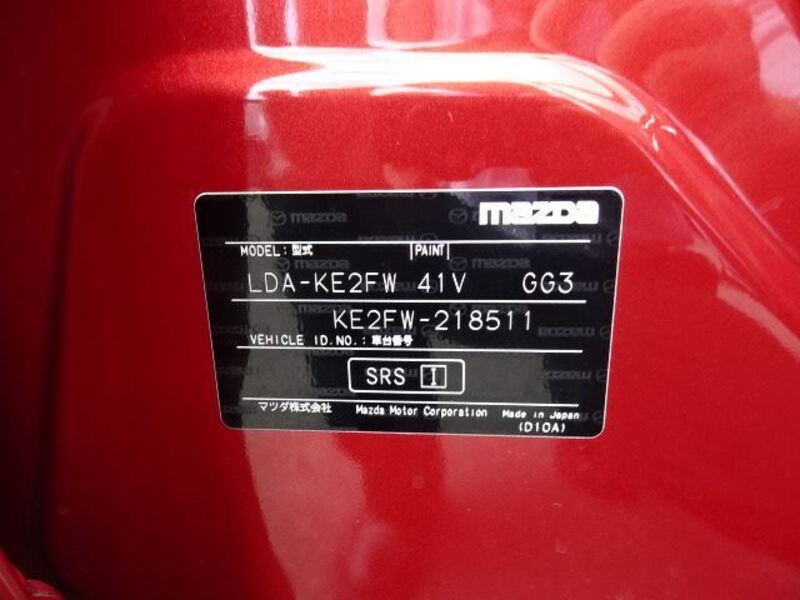 mazda
MODEL:型式 PAINT
LDA-KE2FW 41V GG3
KE2FW-218511
VEHICLE ID.NO.:車台番号
SRS I
マツダ株式会社 Mazda Motor Corporation Made in Japan
(D10A)